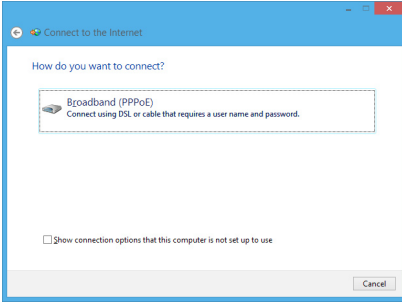 Connect to the Internet
How do you want to connect?
Broadband (PPPoE)
Connect using DSL or cable that requires a user name and password.
Show connection options that this computer is not set up to use
Cancel